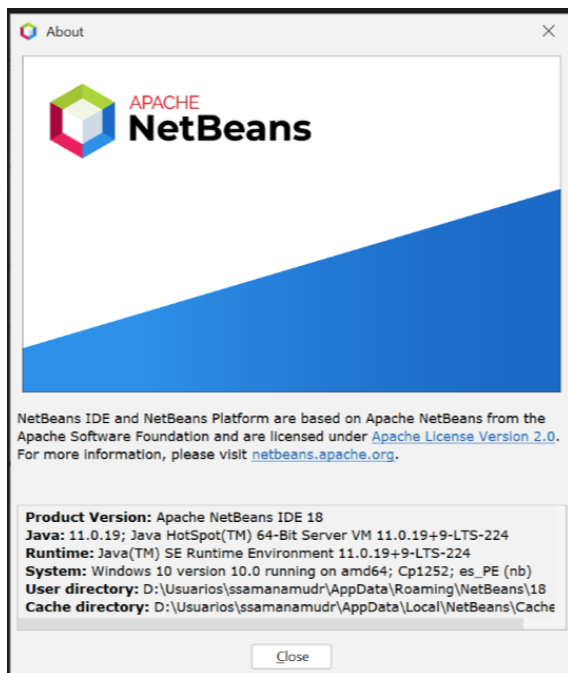 About
APACHE
NetBeans
NetBeans IDE and NetBeans Platform are based on Apache NetBeans from the
Apache Software Foundation and are licensed under Apache License Version 2.0.
For more information, please visit netbeans.apache.org.
Product Version: Apache NetBeans IDE 18
Java: 11.0.19; Java HotSpot(TM) 64-Bit Server VM 11.0.19+9-LTS-224
Runtime: Java(TM) SE Runtime Environment 11.0.19+9-LTS-224
System: Windows 10 version 10.0 running on amd64; Cp1252; es_PE (nb)
User directory: D:\Usuarios\ssamanamudr\AppData\Roaming\NetBeans\18
Cache directory: D:\Usuarios\ssamanamudr\AppData\Local\NetBeans\Cache
Close